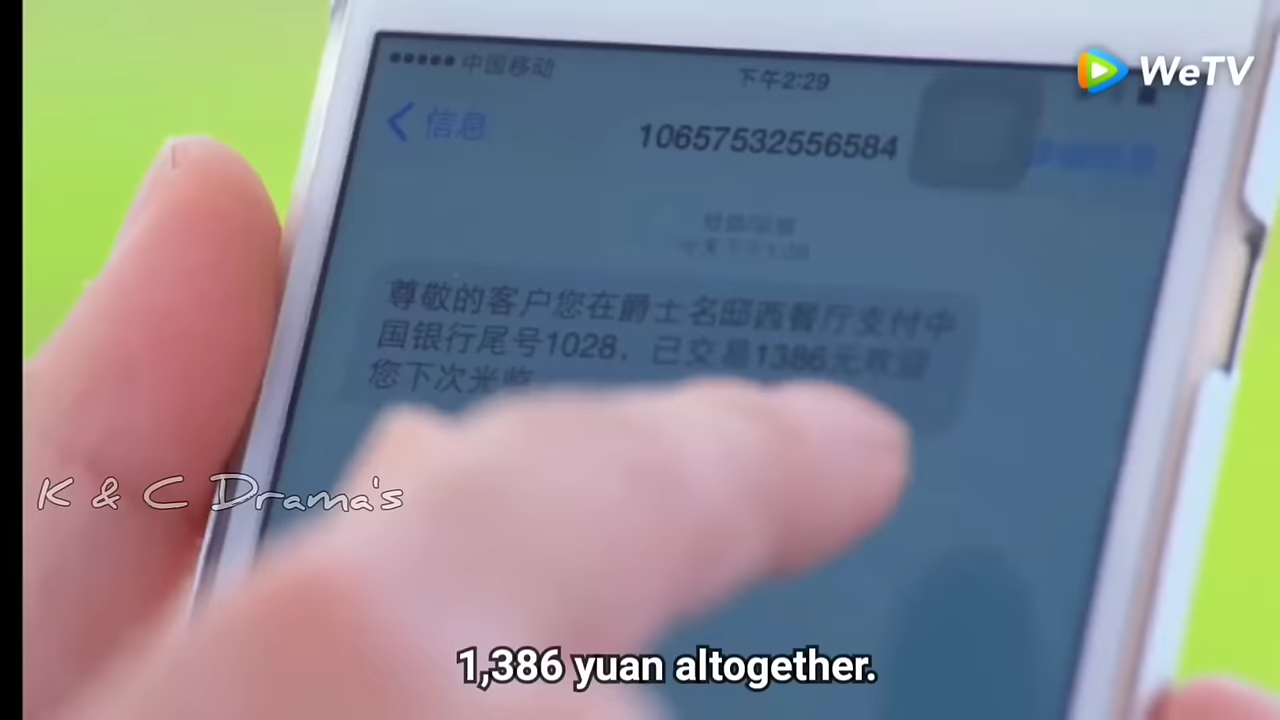 中国移动
下午2:29
WeTV
信息
10657532556584
尊敬的客户您在爵士名邸西餐厅支付中
国银行尾号1028，已交易1386元欢迎
您下次光临
K & C Drama's
1,386 yuan altogether.